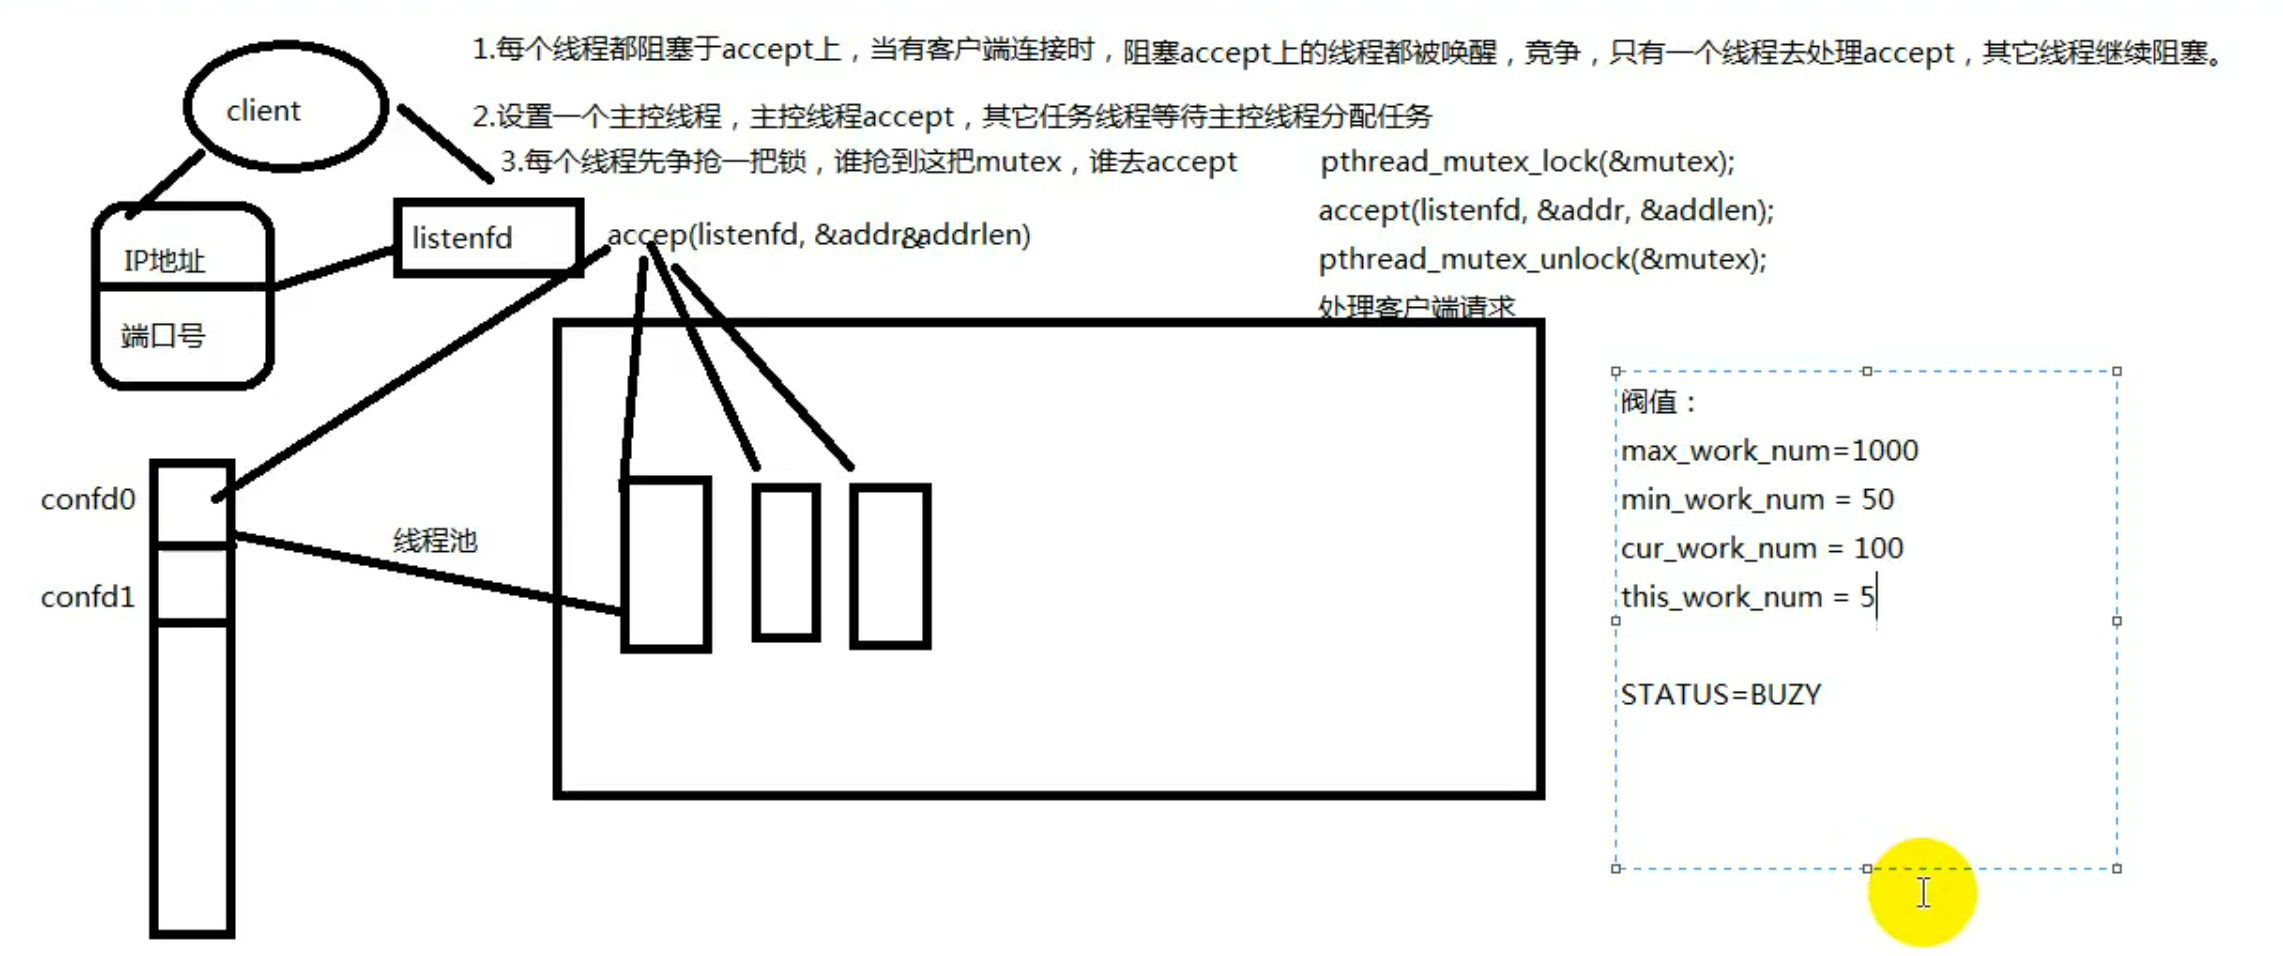 1.每个线程都阻塞于accept上，当有客户端连接时，阻塞accept上的线程都被唤醒，竞争，只有一个线程去处理accept，其它线程继续阻塞。
client
2.设置一个主控线程，主控线程accept，其它任务线程等待主控线程分配任务
3.每个线程先争抢一把锁，谁抢到这把mutex，谁去accept
pthread_mutex_lock(&mutex);
accept(listenfd, &addr, &addlen);
pthread_mutex_unlock(&mutex);
处理客户端请求
listenfd
accep(listenfd, &addr,&addrlen)
IP地址
端口号
阀值：
max_work_num=1000
min_work_num = 50
cur_work_num = 100
this_work_num = 5
STATUS=BUZY
confd0
线程池
confd1